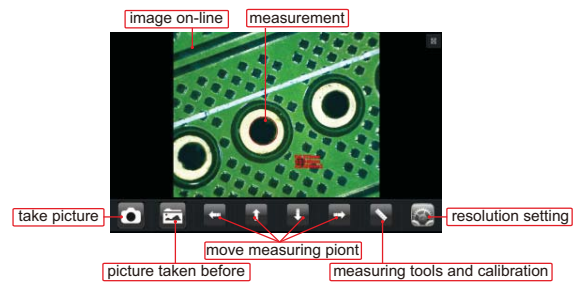 image on-line
measurement
take picture
resolution setting
move measuring piont
picture taken before
measuring tools and calibration